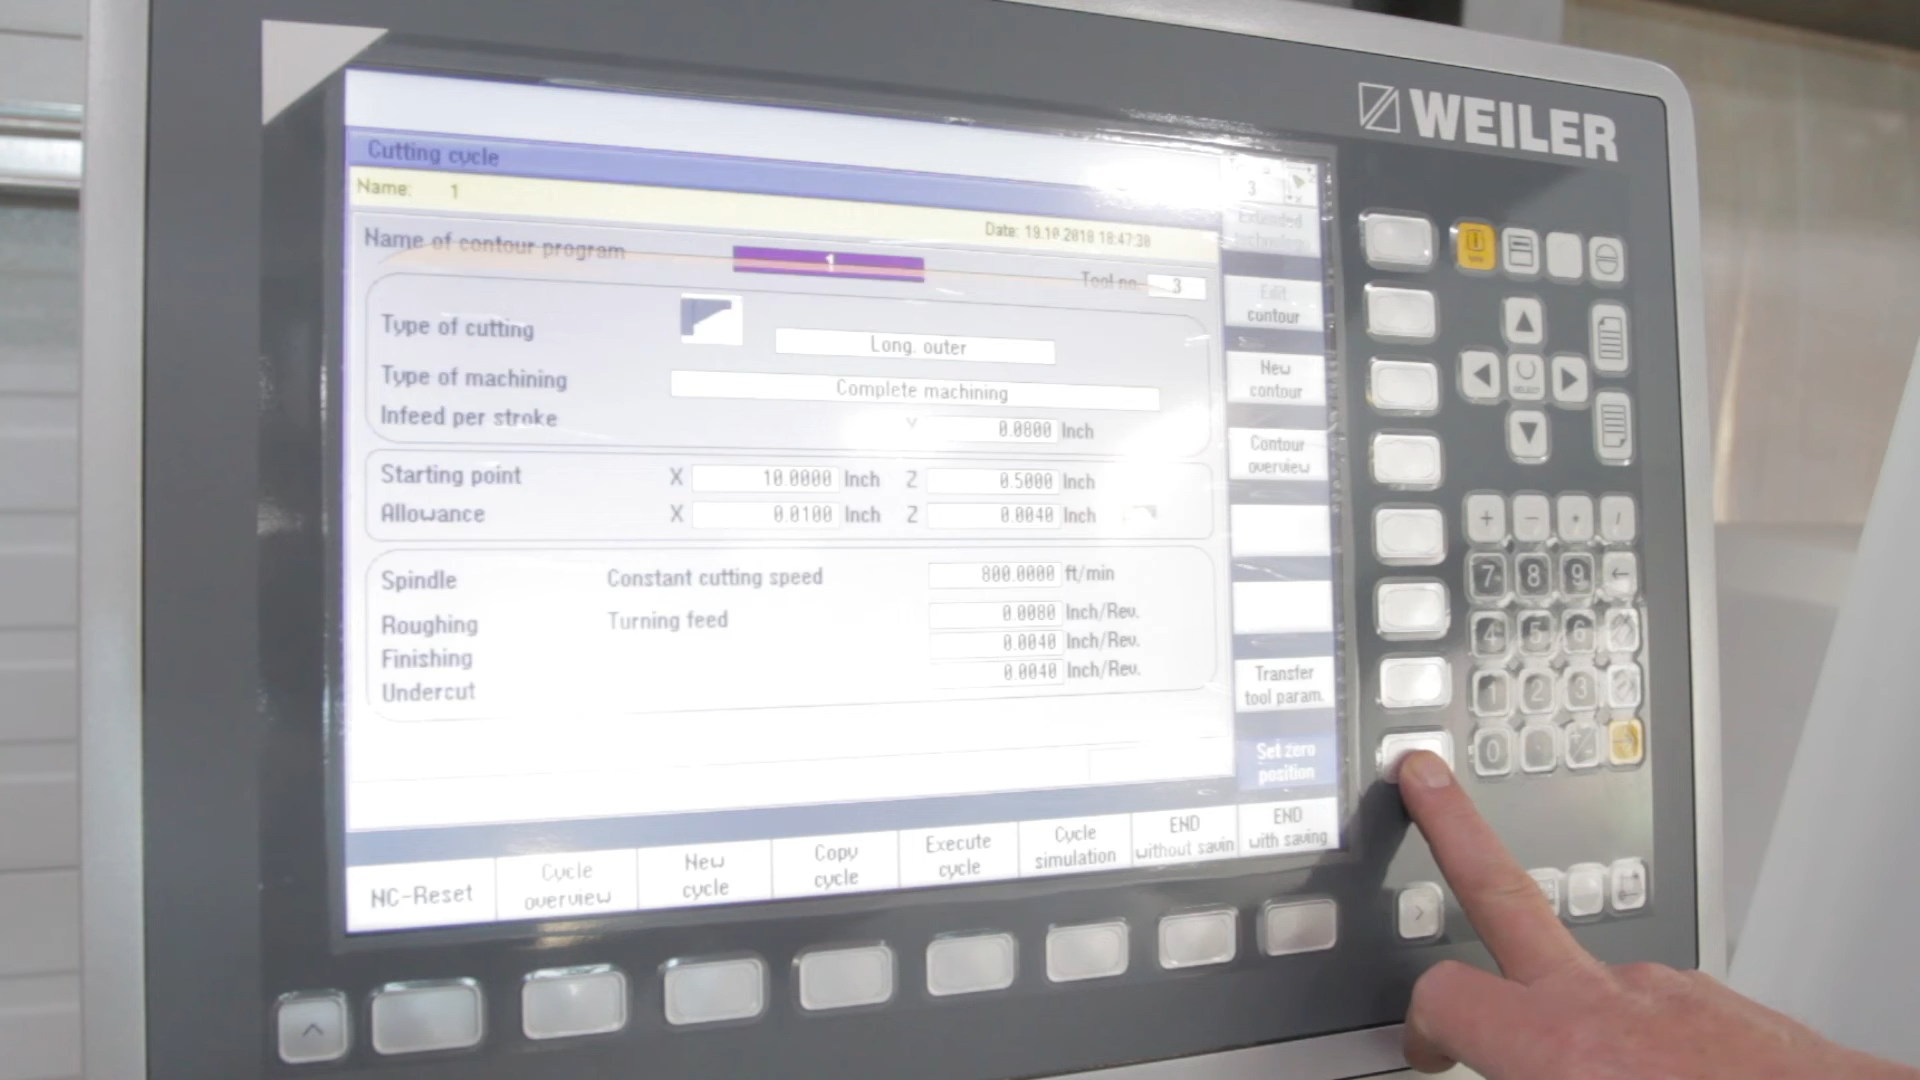 WEILER
Cutting cycle
Name: 1
Date: 19.10.2018 18:47:30
3
Extended
Name of contour program 1
Tool no. 3
Edit
contour
Type of cutting Long. outer
New
contour
Type of machining Complete machining
Infeed per stroke 0.0800 Inch
Contour
overview
Starting point X 10.0000 Inch Z 0.5000 Inch
Allowance X 0.0100 Inch Z 0.0040 Inch
Spindle Constant cutting speed 800.0000 ft/min
Roughing Turning feed 0.0080 Inch/Rev.
Finishing 0.0040 Inch/Rev.
Undercut 0.0040 Inch/Rev.
Transfer
tool param.
Set zero
position
NC-Reset
Cycle
overview
New
cycle
Copy
cycle
Execute
cycle
Cycle
simulation
END
without savin
END
with saving
SELECT
+ - * /
7 8 9 ←
4 5 6
1 2 3
0